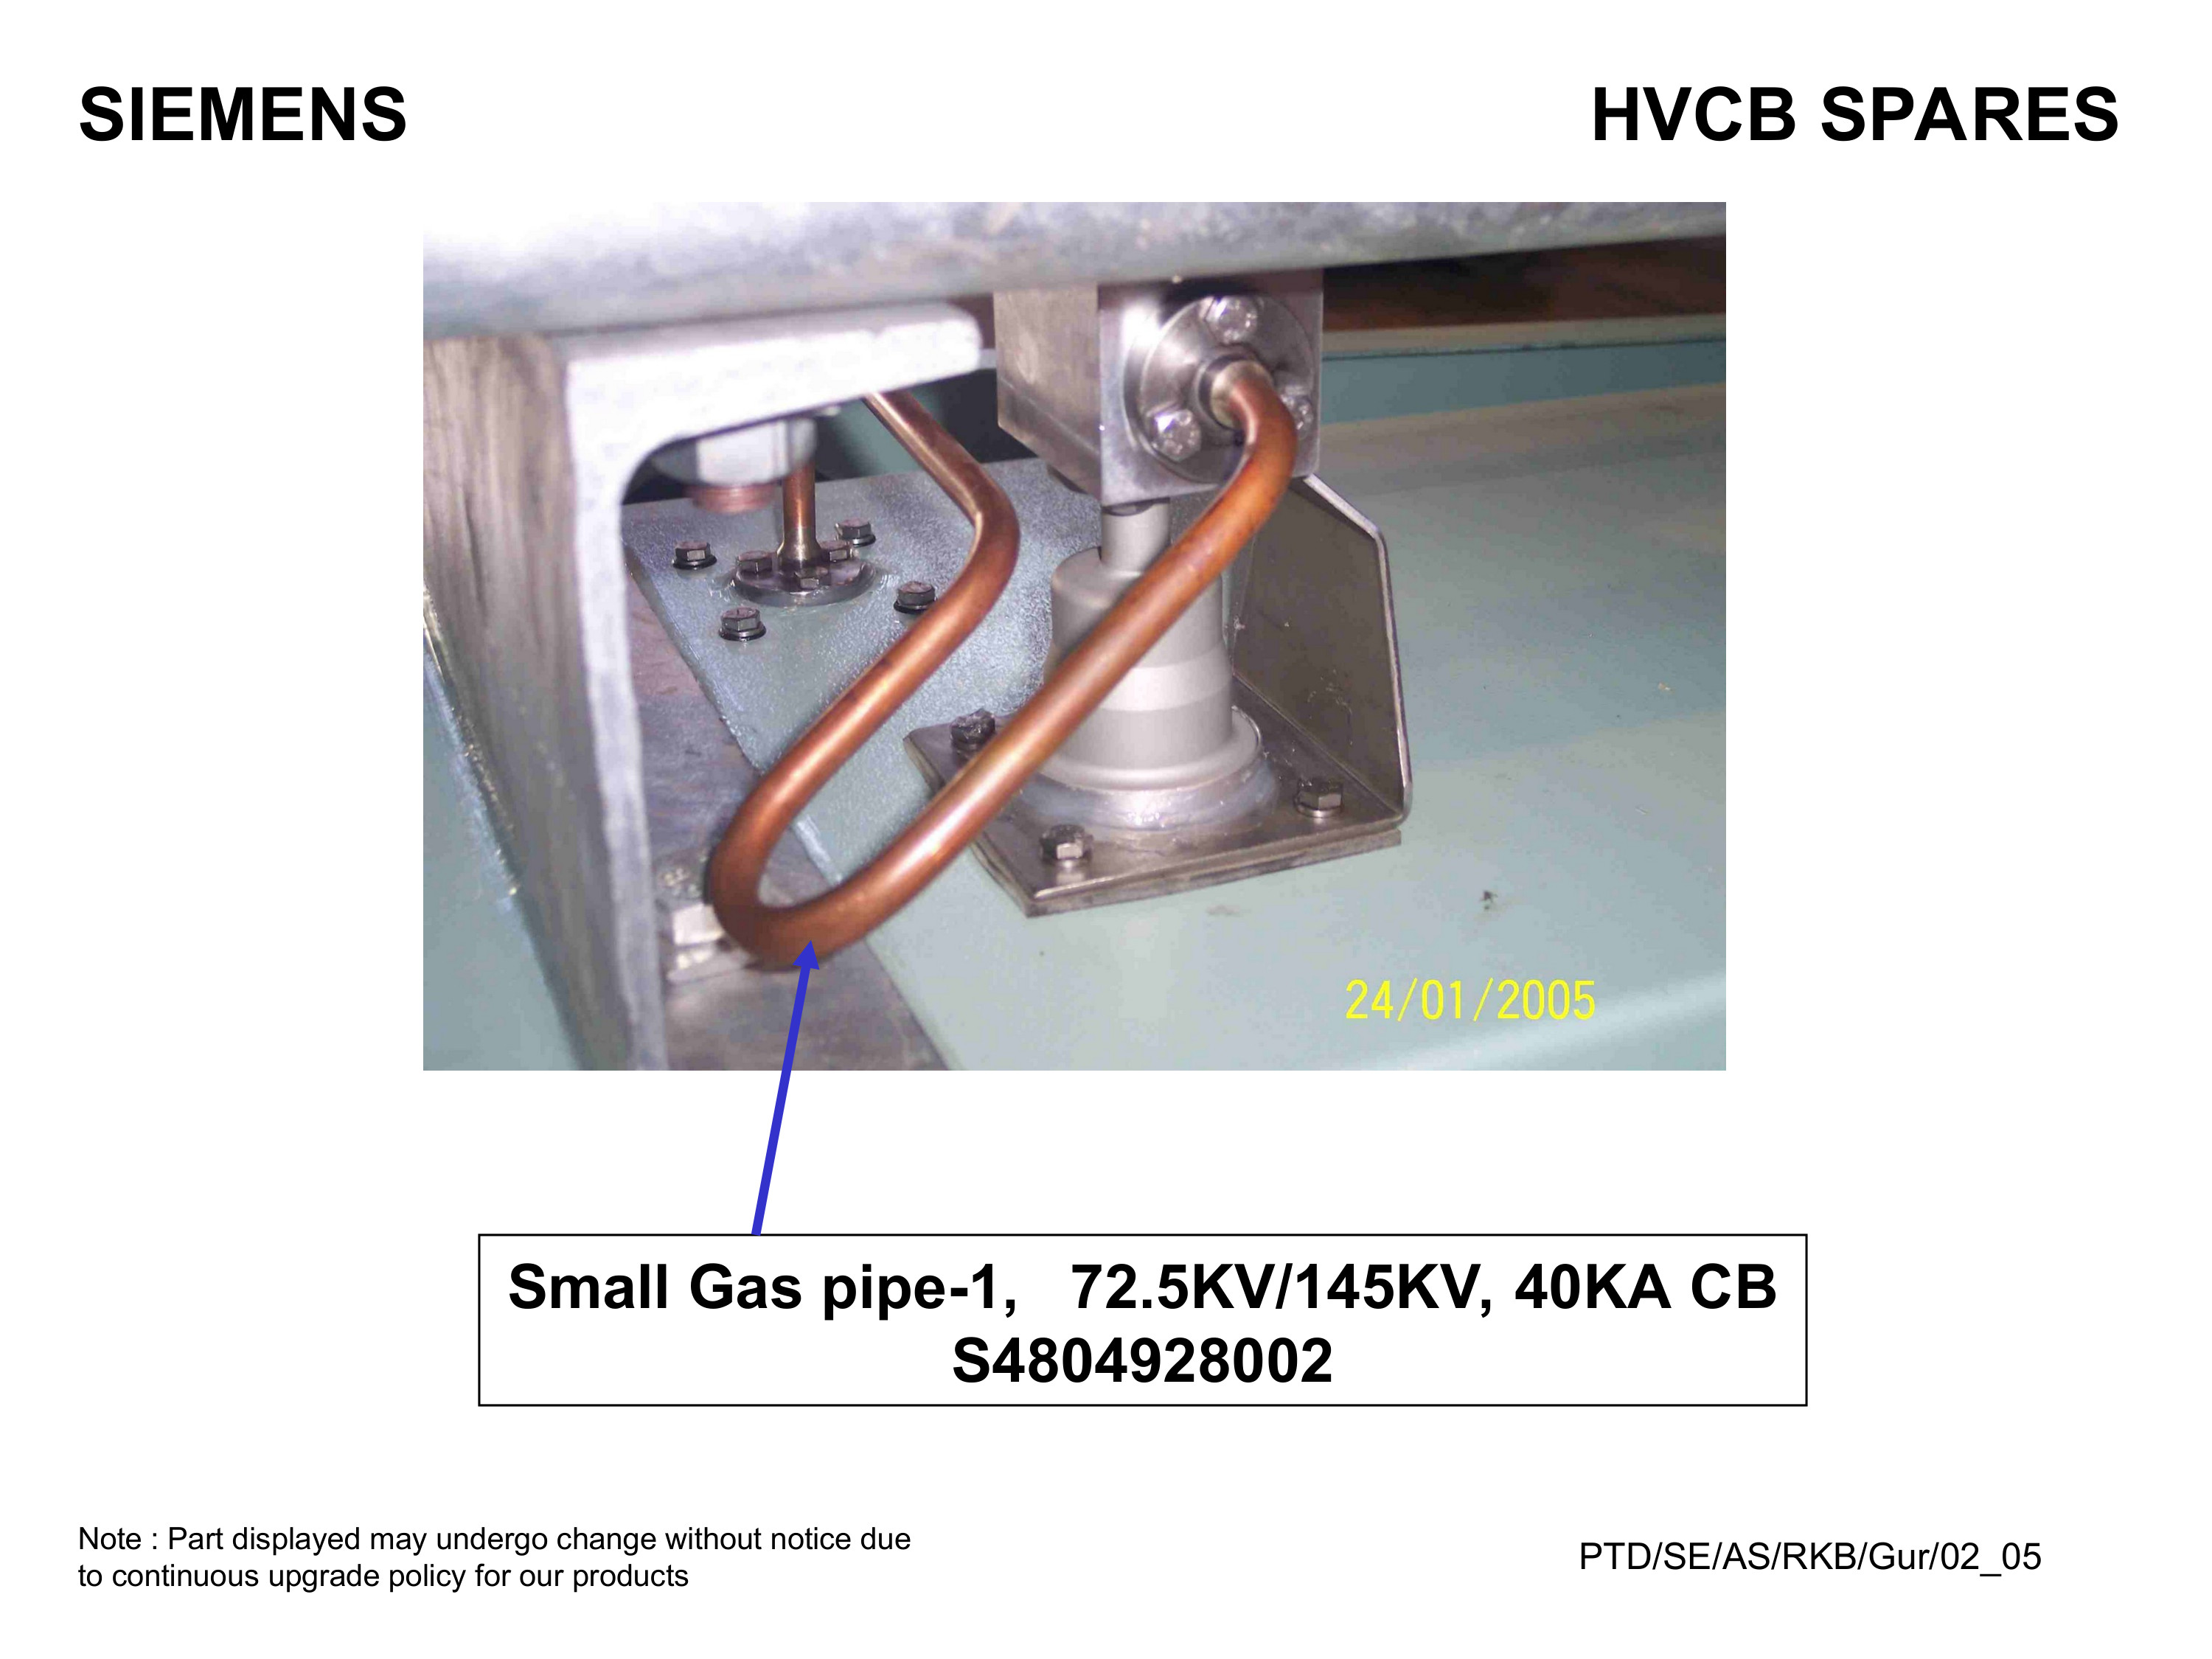 SIEMENS
HVCB SPARES
24/01/2005
Small Gas pipe-1,   72.5KV/145KV, 40KA CB
S4804928002
Note : Part displayed may undergo change without notice due
to continuous upgrade policy for our products
PTD/SE/AS/RKB/Gur/02_05